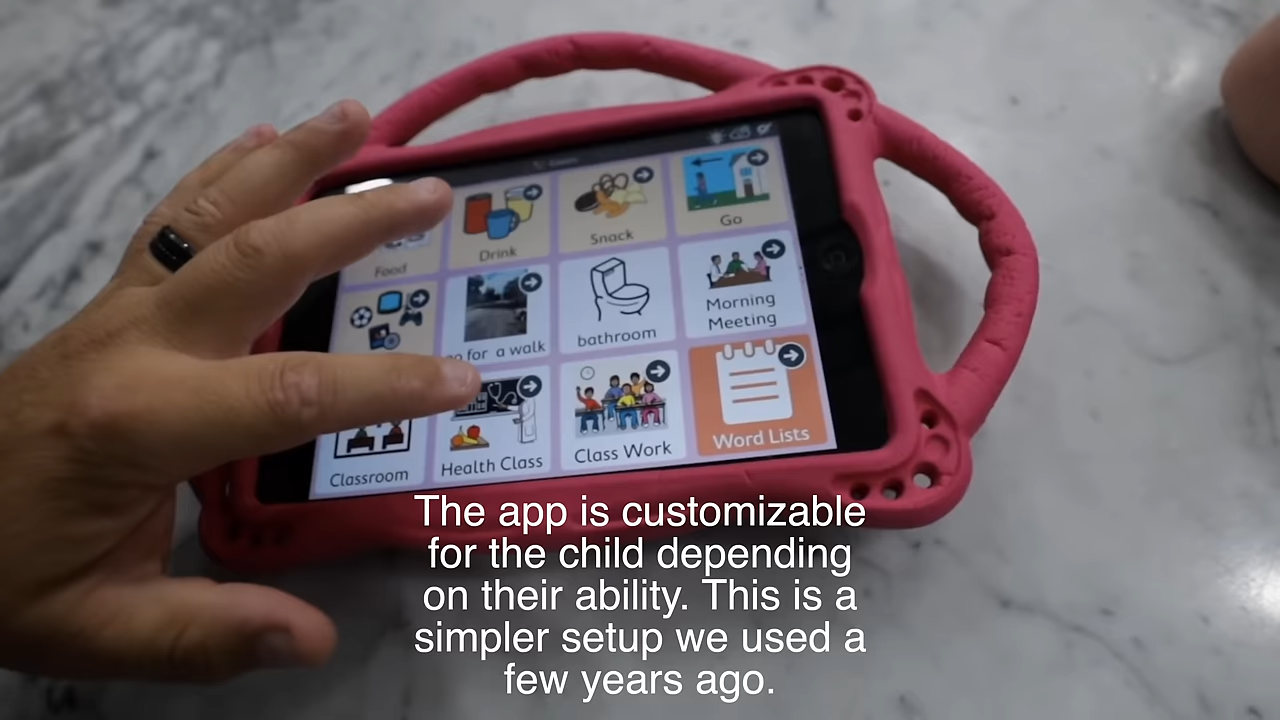 Food
Drink
Snack
Go
for a walk
bathroom
Morning
Meeting
Classroom
Health Class
Class Work
Word Lists
The app is customizable
for the child depending
on their ability. This is a
simpler setup we used a
few years ago.